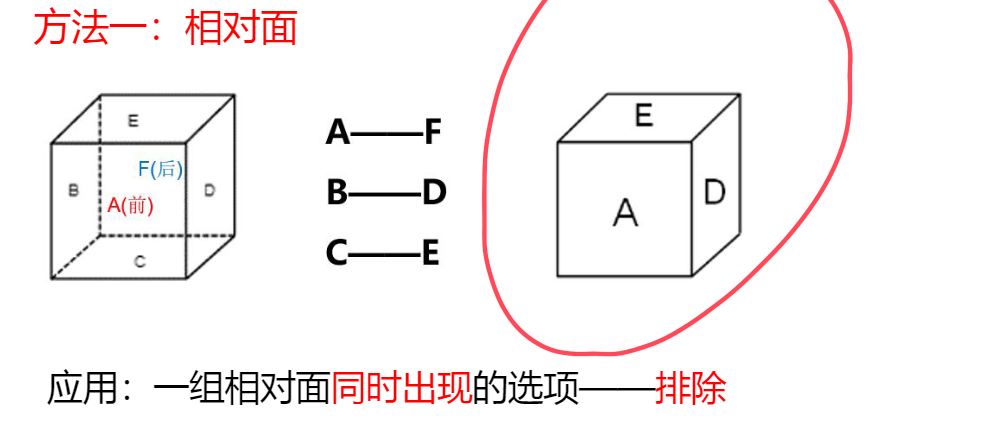 方法一：相对面
E
F(后)
B
D
A(前)
C
A——F
B——D
C——E
E
A
D
应用：一组相对面同时出现的选项——排除